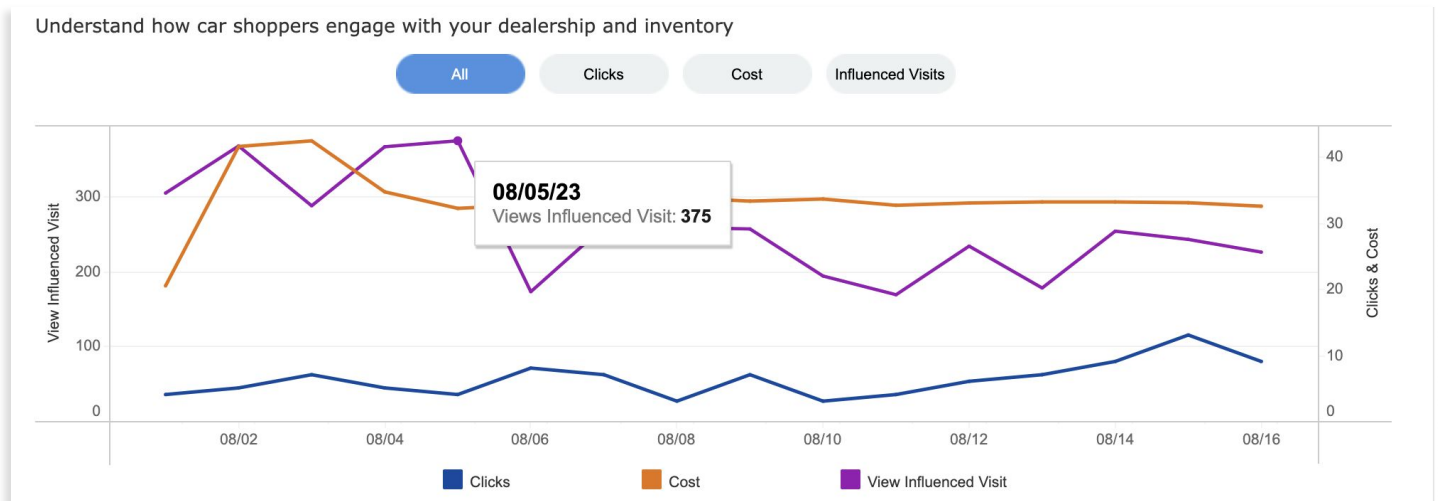 Understand how car shoppers engage with your dealership and inventory
All Clicks Cost Influenced Visits
View Influenced Visit
300
200
100
0
08/05/23
Views Influenced Visit: 375
40
30
20
10
0
Clicks & Cost
08/02 08/04 08/06 08/08 08/10 08/12 08/14 08/16
Clicks Cost View Influenced Visit